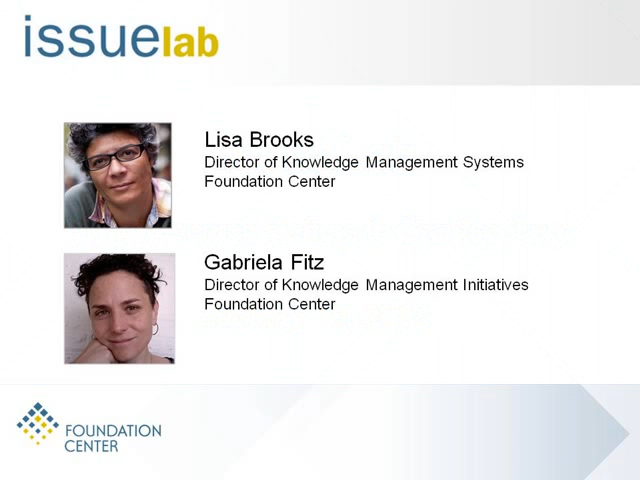 issuelab
Lisa Brooks
Director of Knowledge Management Systems
Foundation Center
Gabriela Fitz
Director of Knowledge Management Initiatives
Foundation Center
FOUNDATION
CENTER